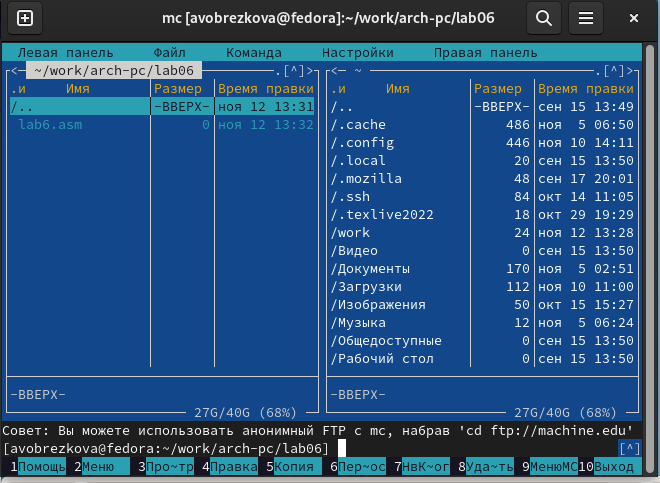 mc [avobrezkova@fedora]:~/work/arch-pc/lab06
Левая панель Файл Команда Настройки Правая панель
<— ~/work/arch-pc/lab06 .[^]>
.и Имя Размер Время правки
/.. -ВВЕРХ- ноя 12 13:31
lab6.asm 0 ноя 12 13:32
-ВВЕРХ-
27G/40G (68%)
<— ~ .[^]>
.и Имя Размер Время правки
/.. -ВВЕРХ- сен 15 13:49
/.cache 486 ноя 5 06:50
/.config 446 ноя 10 14:11
/.local 20 сен 15 13:50
/.mozilla 48 сен 17 20:01
/.ssh 84 окт 14 11:05
/.texlive2022 18 окт 29 19:29
/work 24 ноя 12 13:28
/Видео 0 сен 15 13:50
/Документы 170 ноя 5 02:51
/Загрузки 112 ноя 10 11:00
/Изображения 50 окт 15 15:27
/Музыка 12 ноя 5 06:24
/Общедоступные 0 сен 15 13:50
/Рабочий стол 0 сен 15 13:50
-ВВЕРХ-
27G/40G (68%)
Совет: Вы можете использовать анонимный FTP с mc, набрав 'cd ftp://machine.edu'
[avobrezkova@fedora:~/work/arch-pc/lab06] [^]
1Помощь 2Меню 3Про~тр 4Правка 5Копия 6Пер~ос 7НвК~ог 8Уда~ть 9МенюМС10Выход